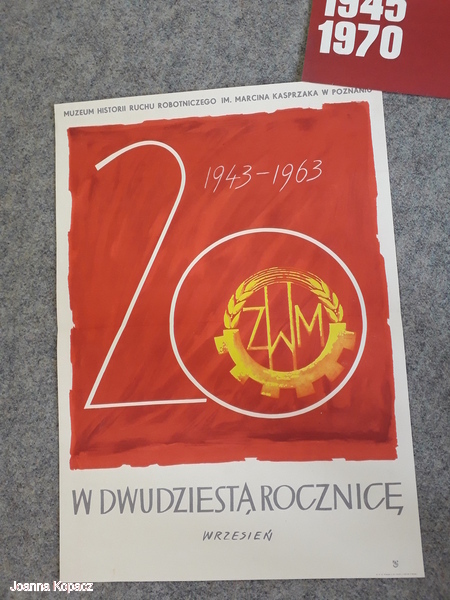 1945
1970
MUZEUM HISTORII RUCHU ROBOTNICZEGO IM. MARCINA KASPRZAKA W POZNANIU
20
1943-1963
ZWM
W DWUDZIESTĄ ROCZNICĘ
WRZESIEŃ
Joanna Kopacz